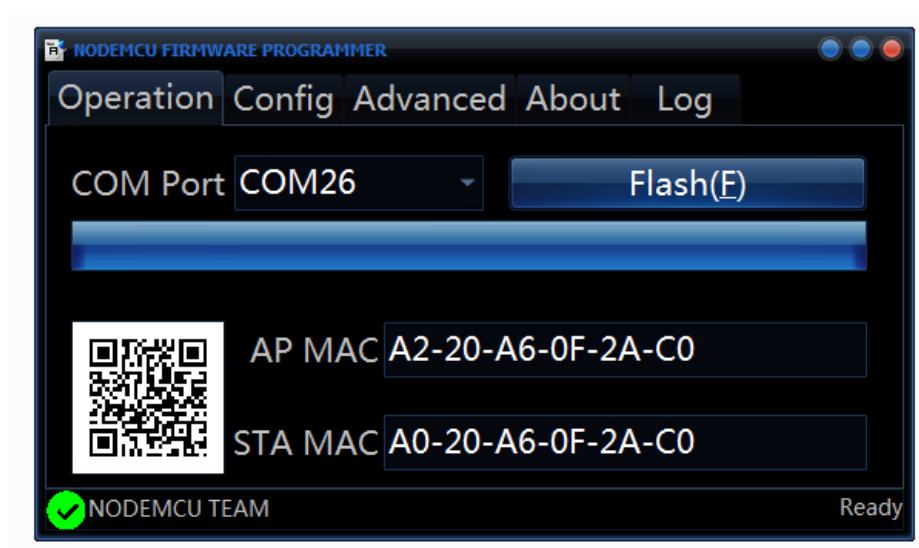 NODEMCU FIRMWARE PROGRAMMER
Operation Config Advanced About Log
COM Port COM26 Flash(F)
AP MAC A2-20-A6-0F-2A-C0
STA MAC A0-20-A6-0F-2A-C0
NODEMCU TEAM Ready